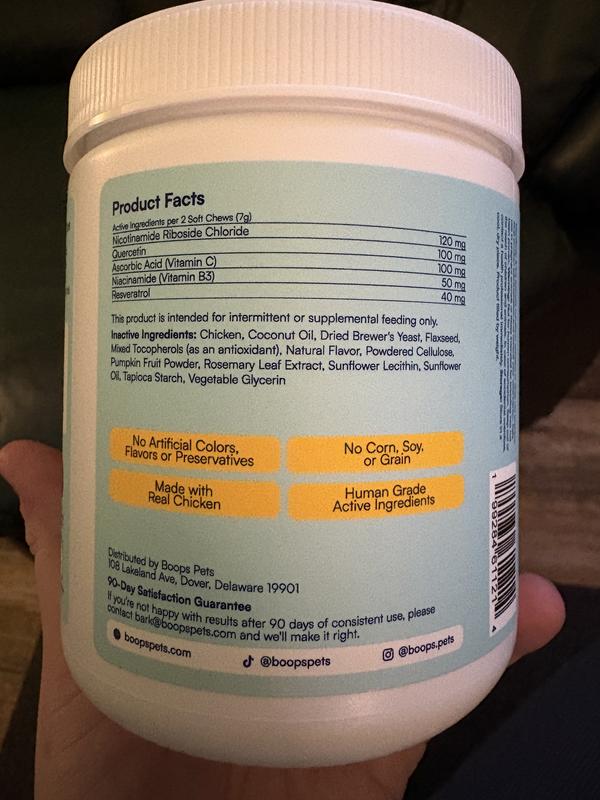 Product Facts
Active Ingredients per 2 Soft Chews (7g)
Nicotinamide Riboside Chloride 120 mg
Quercetin 100 mg
Ascorbic Acid (Vitamin C) 100 mg
Niacinamide (Vitamin B3) 50 mg
Resveratrol 40 mg
This product is intended for intermittent or supplemental feeding only.
Inactive Ingredients: Chicken, Coconut Oil, Dried Brewer's Yeast, Flaxseed,
Mixed Tocopherols (as an antioxidant), Natural Flavor, Powdered Cellulose,
Pumpkin Fruit Powder, Rosemary Leaf Extract, Sunflower Lecithin, Sunflower
Oil, Tapioca Starch, Vegetable Glycerin
No Artificial Colors,
Flavors or Preservatives
No Corn, Soy,
or Grain
Made with
Real Chicken
Human Grade
Active Ingredients
Distributed by Boops Pets
108 Lakeland Ave, Dover, Delaware 19901
90-Day Satisfaction Guarantee
If you're not happy with results after 90 days of consistent use, please
contact bark@boopspets.com and we'll make it right.
boopspets.com
@boopspets
@boops.pets